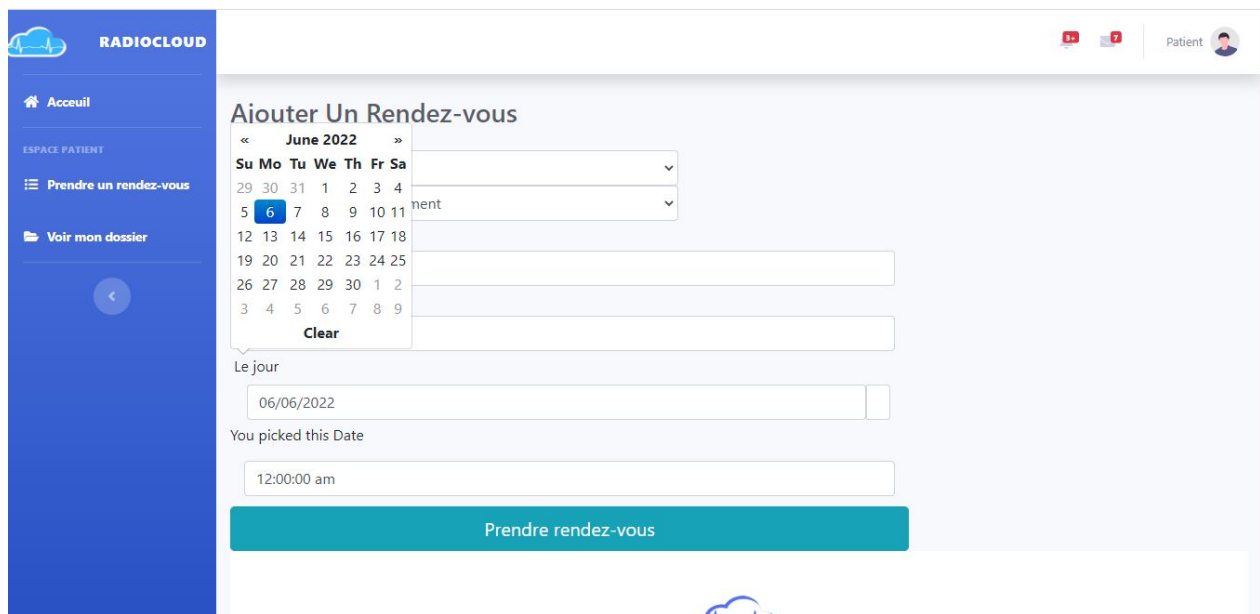 RADIOCLOUD
3+
7
Patient
Acceuil
ESPACE PATIENT
Prendre un rendez-vous
Voir mon dossier
Ajouter Un Rendez-vous
« June 2022 »
Su Mo Tu We Th Fr Sa
29 30 31 1 2 3 4
5 6 7 8 9 10 11
12 13 14 15 16 17 18
19 20 21 22 23 24 25
26 27 28 29 30 1 2
3 4 5 6 7 8 9
Clear
Le jour
06/06/2022
You picked this Date
12:00:00 am
Prendre rendez-vous